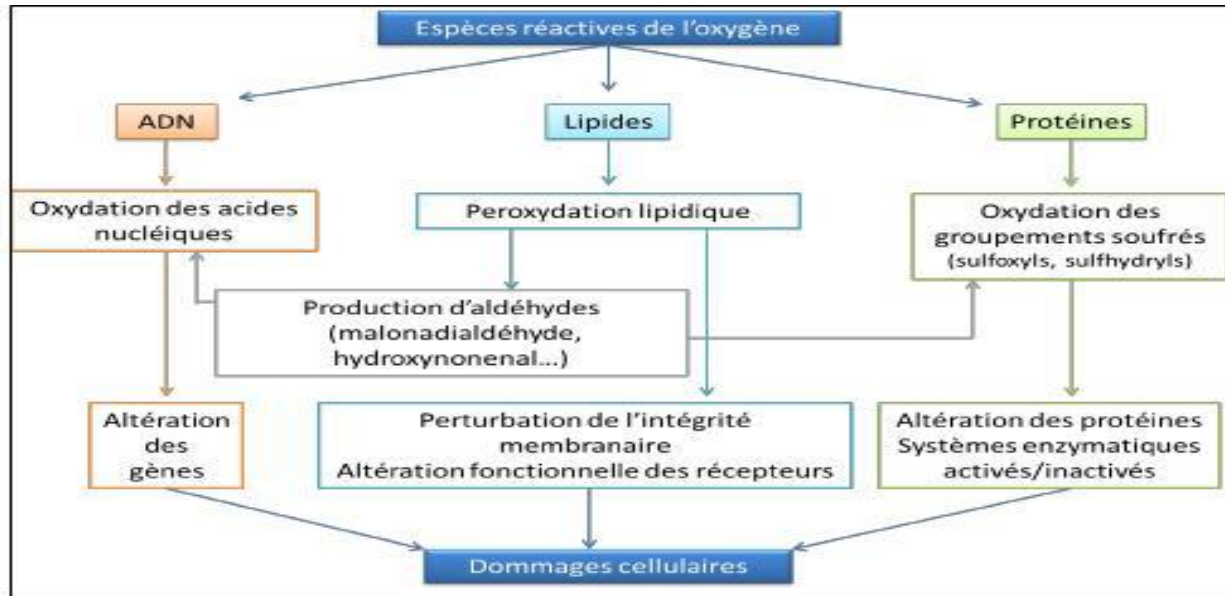 Espèces réactives de l'oxygène
ADN
Lipides
Protéines
Oxydation des acides
nucléiques
Peroxydation lipidique
Oxydation des
groupements soufrés
(sulfoxyls, sulfhydryls)
Production d'aldéhydes
(malonadialdéhyde,
hydroxynonenal...)
Altération
des
gènes
Perturbation de l'intégrité
membranaire
Altération fonctionnelle des récepteurs
Altération des protéines
Systèmes enzymatiques
activés/inactivés
Dommages cellulaires